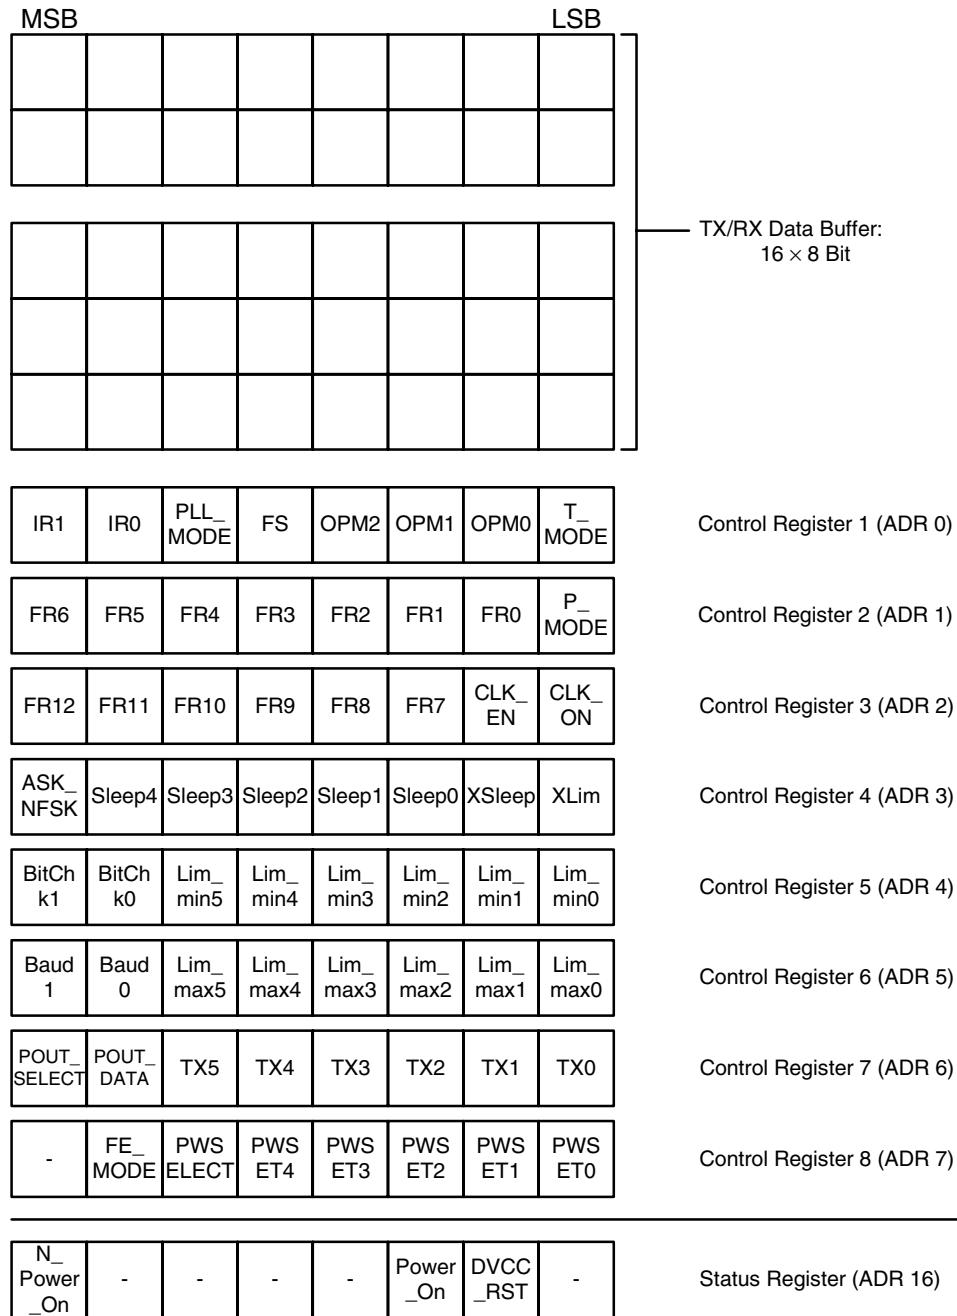 MSB LSB
TX/RX Data Buffer:
16 × 8 Bit
IR1 IR0 PLL_ MODE FS OPM2 OPM1 OPM0 T_ MODE Control Register 1 (ADR 0)
FR6 FR5 FR4 FR3 FR2 FR1 FR0 P_ MODE Control Register 2 (ADR 1)
FR12 FR11 FR10 FR9 FR8 FR7 CLK_ EN CLK_ ON Control Register 3 (ADR 2)
ASK_ NFSK Sleep4 Sleep3 Sleep2 Sleep1 Sleep0 XSleep XLim Control Register 4 (ADR 3)
BitCh k1 BitCh k0 Lim_ min5 Lim_ min4 Lim_ min3 Lim_ min2 Lim_ min1 Lim_ min0 Control Register 5 (ADR 4)
Baud 1 Baud 0 Lim_ max5 Lim_ max4 Lim_ max3 Lim_ max2 Lim_ max1 Lim_ max0 Control Register 6 (ADR 5)
POUT_ SELECT POUT_ DATA TX5 TX4 TX3 TX2 TX1 TX0 Control Register 7 (ADR 6)
- FE_ MODE PWS ELECT PWS ET4 PWS ET3 PWS ET2 PWS ET1 PWS ET0 Control Register 8 (ADR 7)
N_ Power _On - - - - Power _On DVCC _RST - Status Register (ADR 16)